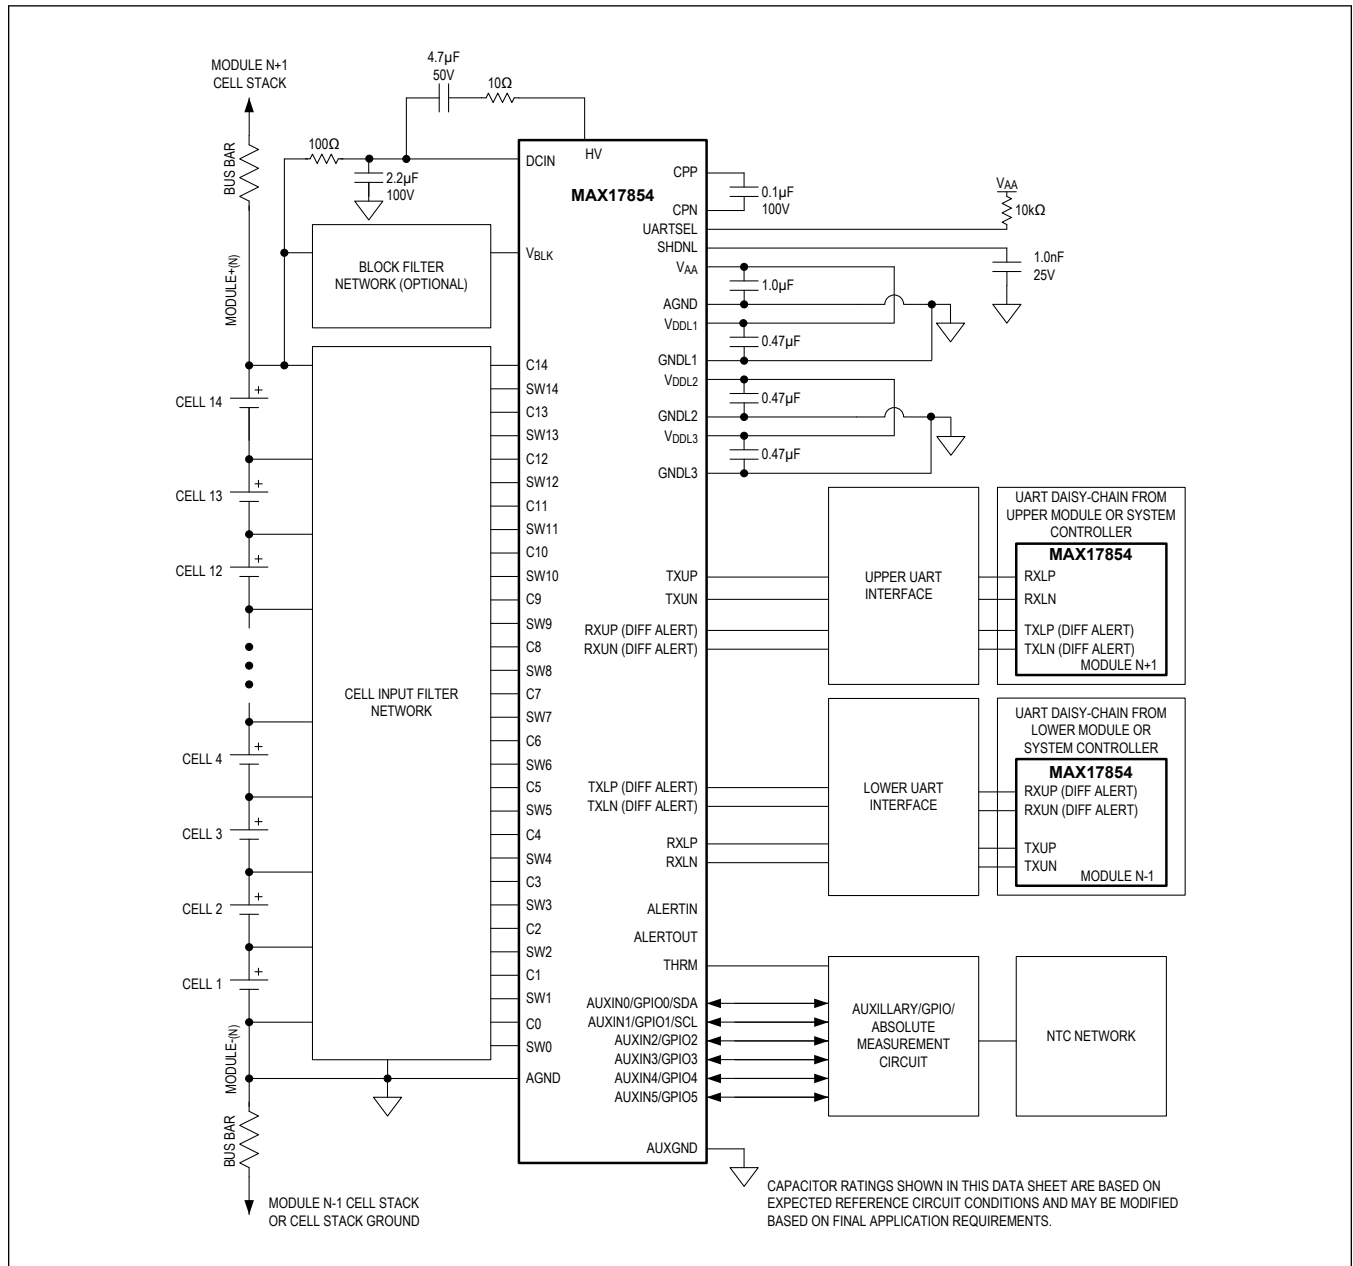 MODULE N+1
CELL STACK
4.7µF
50V
10Ω
BUS BAR
100Ω
2.2µF
100V
DCIN
HV
MAX17854
CPP
CPN
0.1µF
100V
UARTSEL
VAA
10kΩ
SHDNL
1.0nF
25V
VAA
1.0µF
AGND
VDDL1
0.47µF
GNDL1
VDDL2
0.47µF
GNDL2
VDDL3
0.47µF
GNDL3
MODULE+(N)
BLOCK FILTER
NETWORK (OPTIONAL)
VBLK
CELL 14
+
CELL 13
+
CELL 12
+
CELL 4
+
CELL 3
+
CELL 2
+
CELL 1
+
CELL INPUT FILTER
NETWORK
C14
SW14
C13
SW13
C12
SW12
C11
SW11
C10
SW10
C9
SW9
C8
SW8
C7
SW7
C6
SW6
C5
SW5
C4
SW4
C3
SW3
C2
SW2
C1
SW1
C0
SW0
AGND
MODULE-(N)
BUS BAR
MODULE N-1 CELL STACK
OR CELL STACK GROUND
TXUP
TXUN
RXUP (DIFF ALERT)
RXUN (DIFF ALERT)
UPPER UART
INTERFACE
UART DAISY-CHAIN FROM
UPPER MODULE OR SYSTEM
CONTROLLER
MAX17854
RXLP
RXLN
TXLP (DIFF ALERT)
TXLN (DIFF ALERT)
MODULE N+1
TXLP (DIFF ALERT)
TXLN (DIFF ALERT)
RXLP
RXLN
LOWER UART
INTERFACE
UART DAISY-CHAIN FROM
LOWER MODULE OR
SYSTEM CONTROLLER
MAX17854
RXUP (DIFF ALERT)
RXUN (DIFF ALERT)
TXUP
TXUN
MODULE N-1
ALERTIN
ALERTOUT
THRM
AUXIN0/GPIO0/SDA
AUXIN1/GPIO1/SCL
AUXIN2/GPIO2
AUXIN3/GPIO3
AUXIN4/GPIO4
AUXIN5/GPIO5
AUXILLARY/GPIO/
ABSOLUTE
MEASUREMENT
CIRCUIT
NTC NETWORK
AUXGND
CAPACITOR RATINGS SHOWN IN THIS DATA SHEET ARE BASED ON
EXPECTED REFERENCE CIRCUIT CONDITIONS AND MAY BE MODIFIED
BASED ON FINAL APPLICATION REQUIREMENTS.